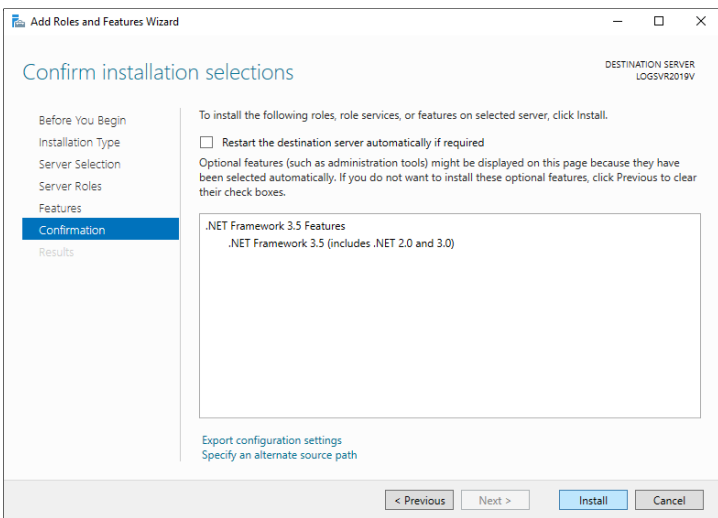 Add Roles and Features Wizard
Confirm installation selections
DESTINATION SERVER
LOGSVR2019V
Before You Begin
Installation Type
Server Selection
Server Roles
Features
Confirmation
Results
To install the following roles, role services, or features on selected server, click Install.
Restart the destination server automatically if required
Optional features (such as administration tools) might be displayed on this page because they have
been selected automatically. If you do not want to install these optional features, click Previous to clear
their check boxes.
.NET Framework 3.5 Features
.NET Framework 3.5 (includes .NET 2.0 and 3.0)
Export configuration settings
Specify an alternate source path
< Previous
Next >
Install
Cancel